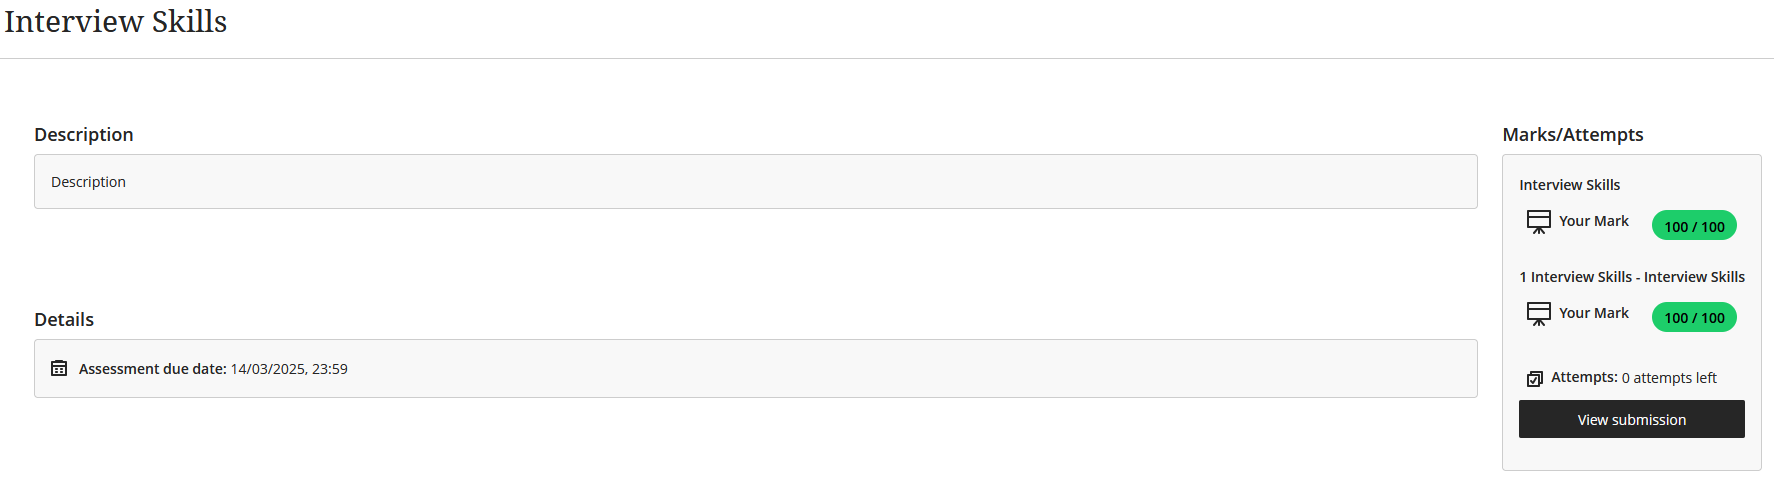 Interview Skills
Description
Description
Details
Assessment due date: 14/03/2025, 23:59
Marks/Attempts
Interview Skills
Your Mark
100 / 100
1 Interview Skills - Interview Skills
Your Mark
100 / 100
Attempts: 0 attempts left
View submission